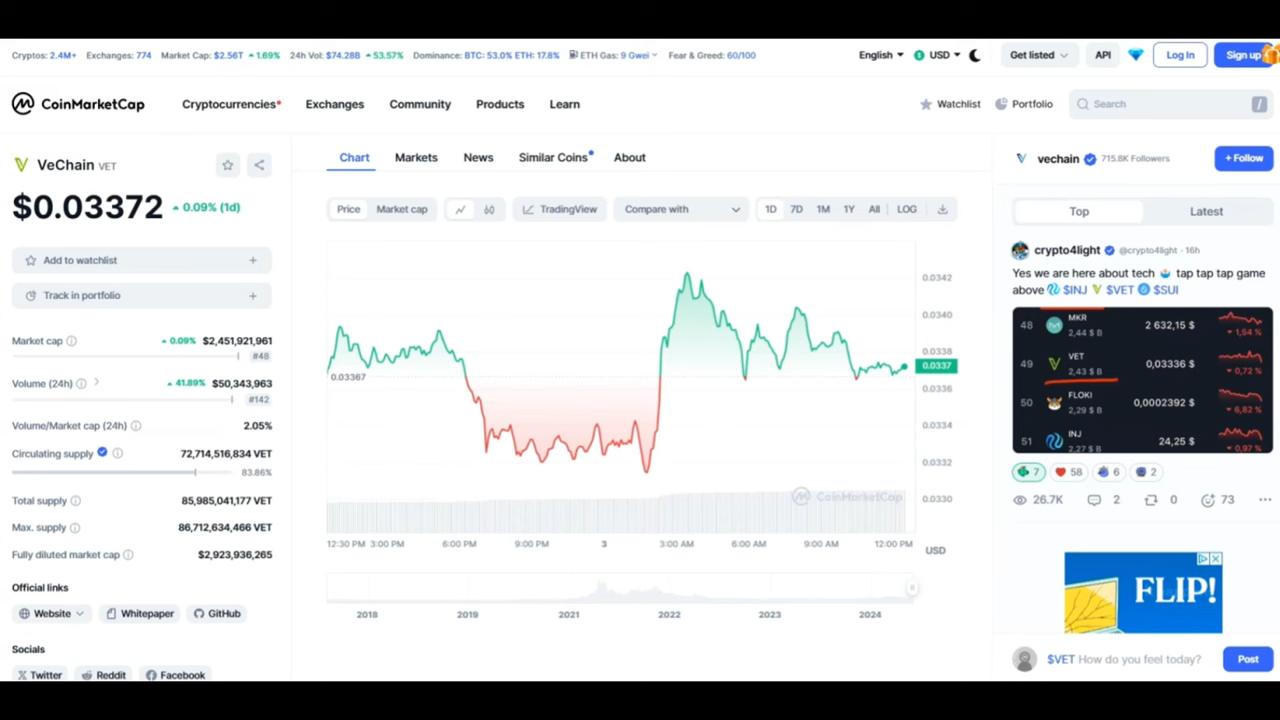 Cryptos: 2.4M+ Exchanges: 774 Market Cap: $2.56T 1.69% 24h Vol: $74.28B 53.57% Dominance: BTC: 53.0% ETH: 17.8% ETH Gas: 9 Gwei Fear & Greed: 60/100 English USD Get listed API Log In Sign up
CoinMarketCap Cryptocurrencies Exchanges Community Products Learn Watchlist Portfolio Search /
VeChain VET
$0.03372 0.09% (1d)
Add to watchlist +
Track in portfolio +
Market cap 0.09% $2,451,921,961
#48
Volume (24h) 41.89% $50,343,963
#142
Volume/Market cap (24h) 2.05%
Circulating supply 72,714,516,834 VET
83.86%
Total supply 85,985,041,177 VET
Max. supply 86,712,634,466 VET
Fully diluted market cap $2,923,936,265
Official links
Website Whitepaper GitHub
Socials
Twitter Reddit Facebook
Chart Markets News Similar Coins About
Price Market cap TradingView Compare with 1D 7D 1M 1Y All LOG
0.0342
0.0340
0.0338
0.0337
0.0336
0.0334
0.0332
0.0330
0.03367
CoinMarketCap
12:30 PM 3:00 PM 6:00 PM 9:00 PM 3 3:00 AM 6:00 AM 9:00 AM 12:00 PM USD
2018 2019 2021 2022 2023 2024
vechain 715.8K Followers + Follow
Top Latest
crypto4light @crypto4light · 16h
Yes we are here about tech tap tap tap game
above $INJ $VET $SUI
48 MKR 2,44 $ B 2 632,15 $ 1,54 %
49 VET 2,43 $ B 0,03336 $ 0,72 %
50 FLOKI 2,29 $ B 0,0002392 $ 6,82 %
51 INJ 2,27 $ B 24,25 $ 0,97 %
7 58 6 2
26.7K 2 0 73
FLIP!
$VET How do you feel today? Post